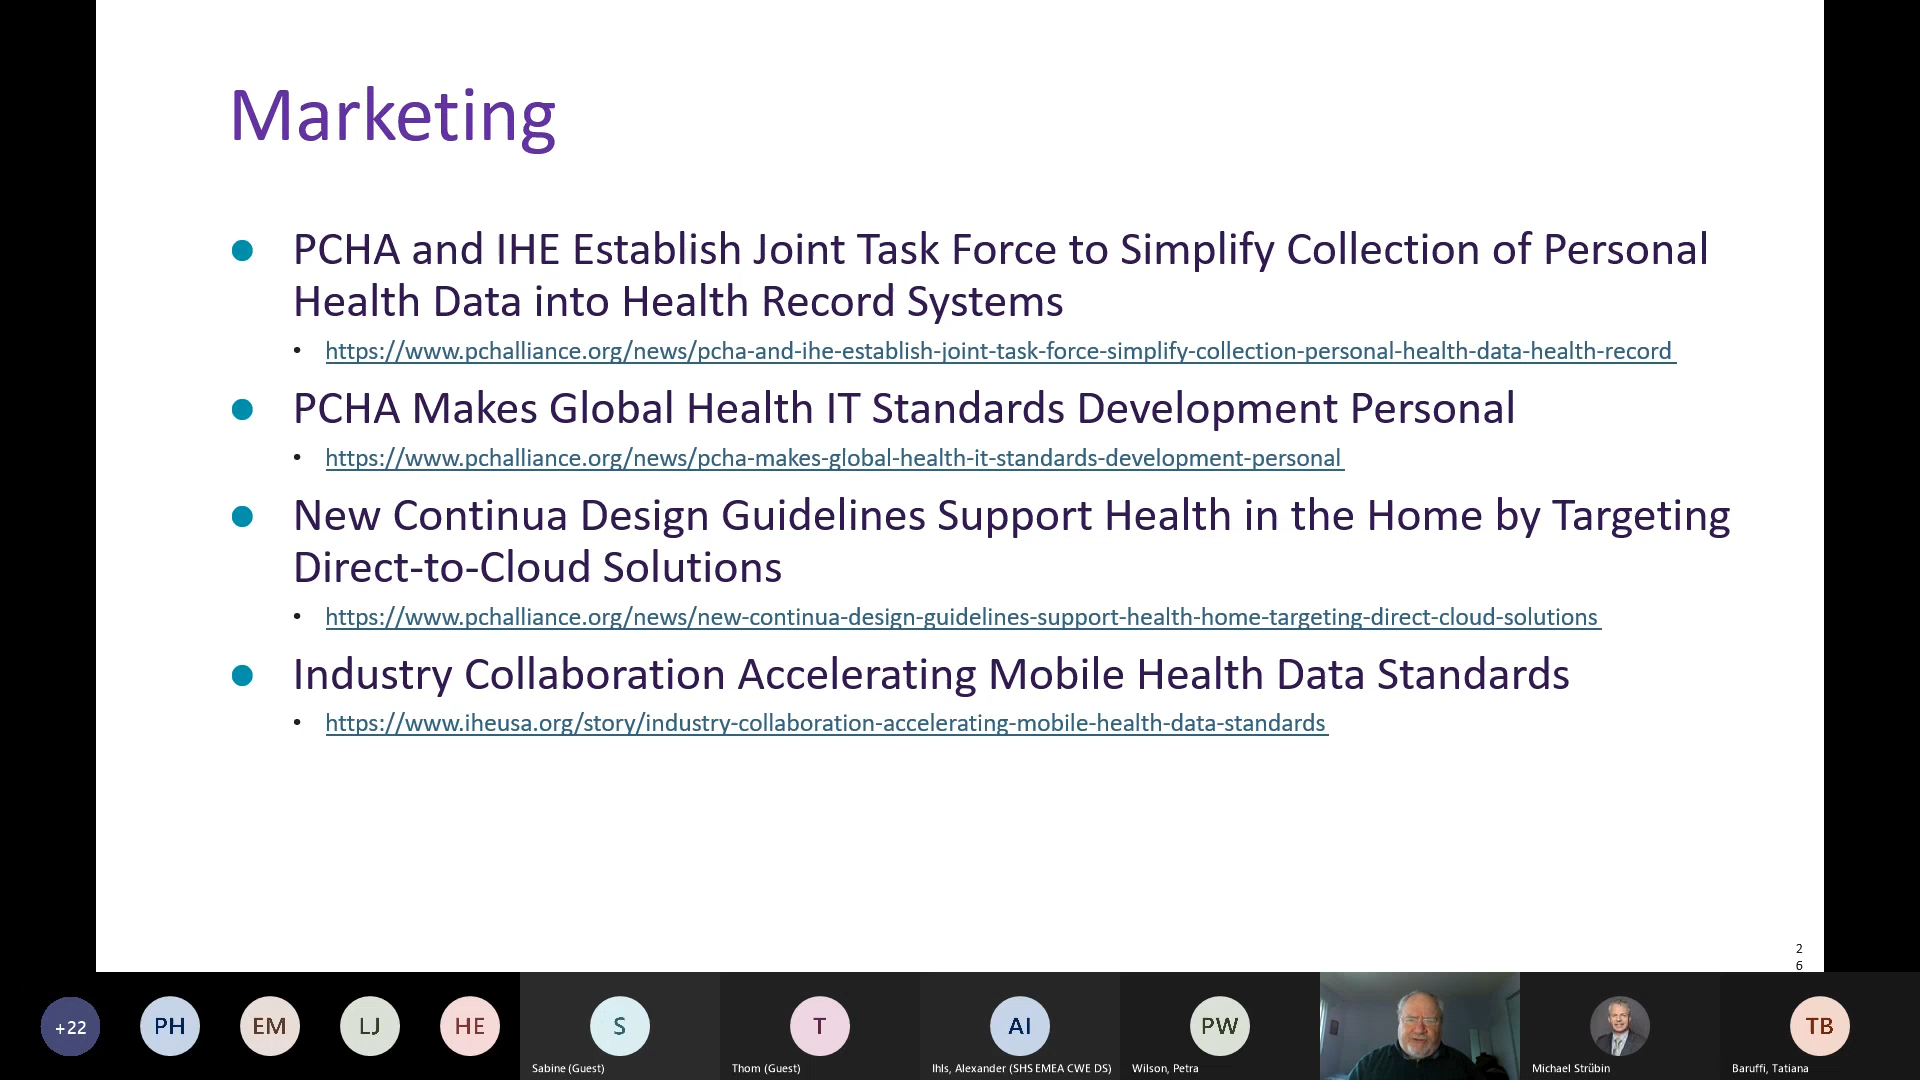 Marketing
PCHA and IHE Establish Joint Task Force to Simplify Collection of Personal
Health Data into Health Record Systems
https://www.pchalliance.org/news/pcha-and-ihe-establish-joint-task-force-simplify-collection-personal-health-data-health-record
PCHA Makes Global Health IT Standards Development Personal
https://www.pchalliance.org/news/pcha-makes-global-health-it-standards-development-personal
New Continua Design Guidelines Support Health in the Home by Targeting
Direct-to-Cloud Solutions
https://www.pchalliance.org/news/new-continua-design-guidelines-support-health-home-targeting-direct-cloud-solutions
Industry Collaboration Accelerating Mobile Health Data Standards
https://www.iheusa.org/story/industry-collaboration-accelerating-mobile-health-data-standards
2
6
+22
PH
EM
LJ
HE
S
T
AI
PW
TB
Sabine (Guest)
Thom (Guest)
Ihls, Alexander (SHS EMEA CWE DS)
Wilson, Petra
Michael Strübin
Baruffi, Tatiana